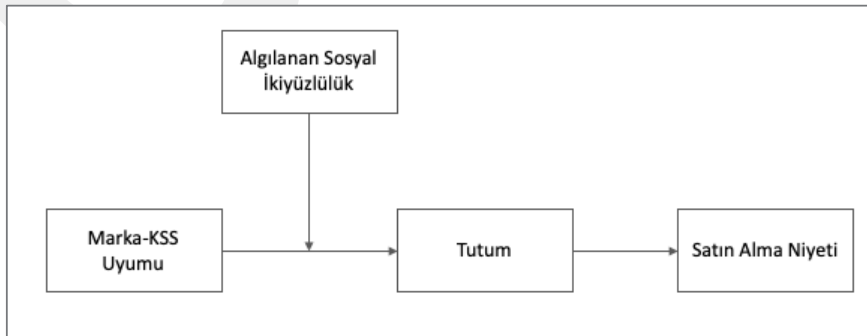 Algılanan Sosyal
İkiyüzlülük
Marka-KSS
Uyumu
Tutum
Satın Alma Niyeti